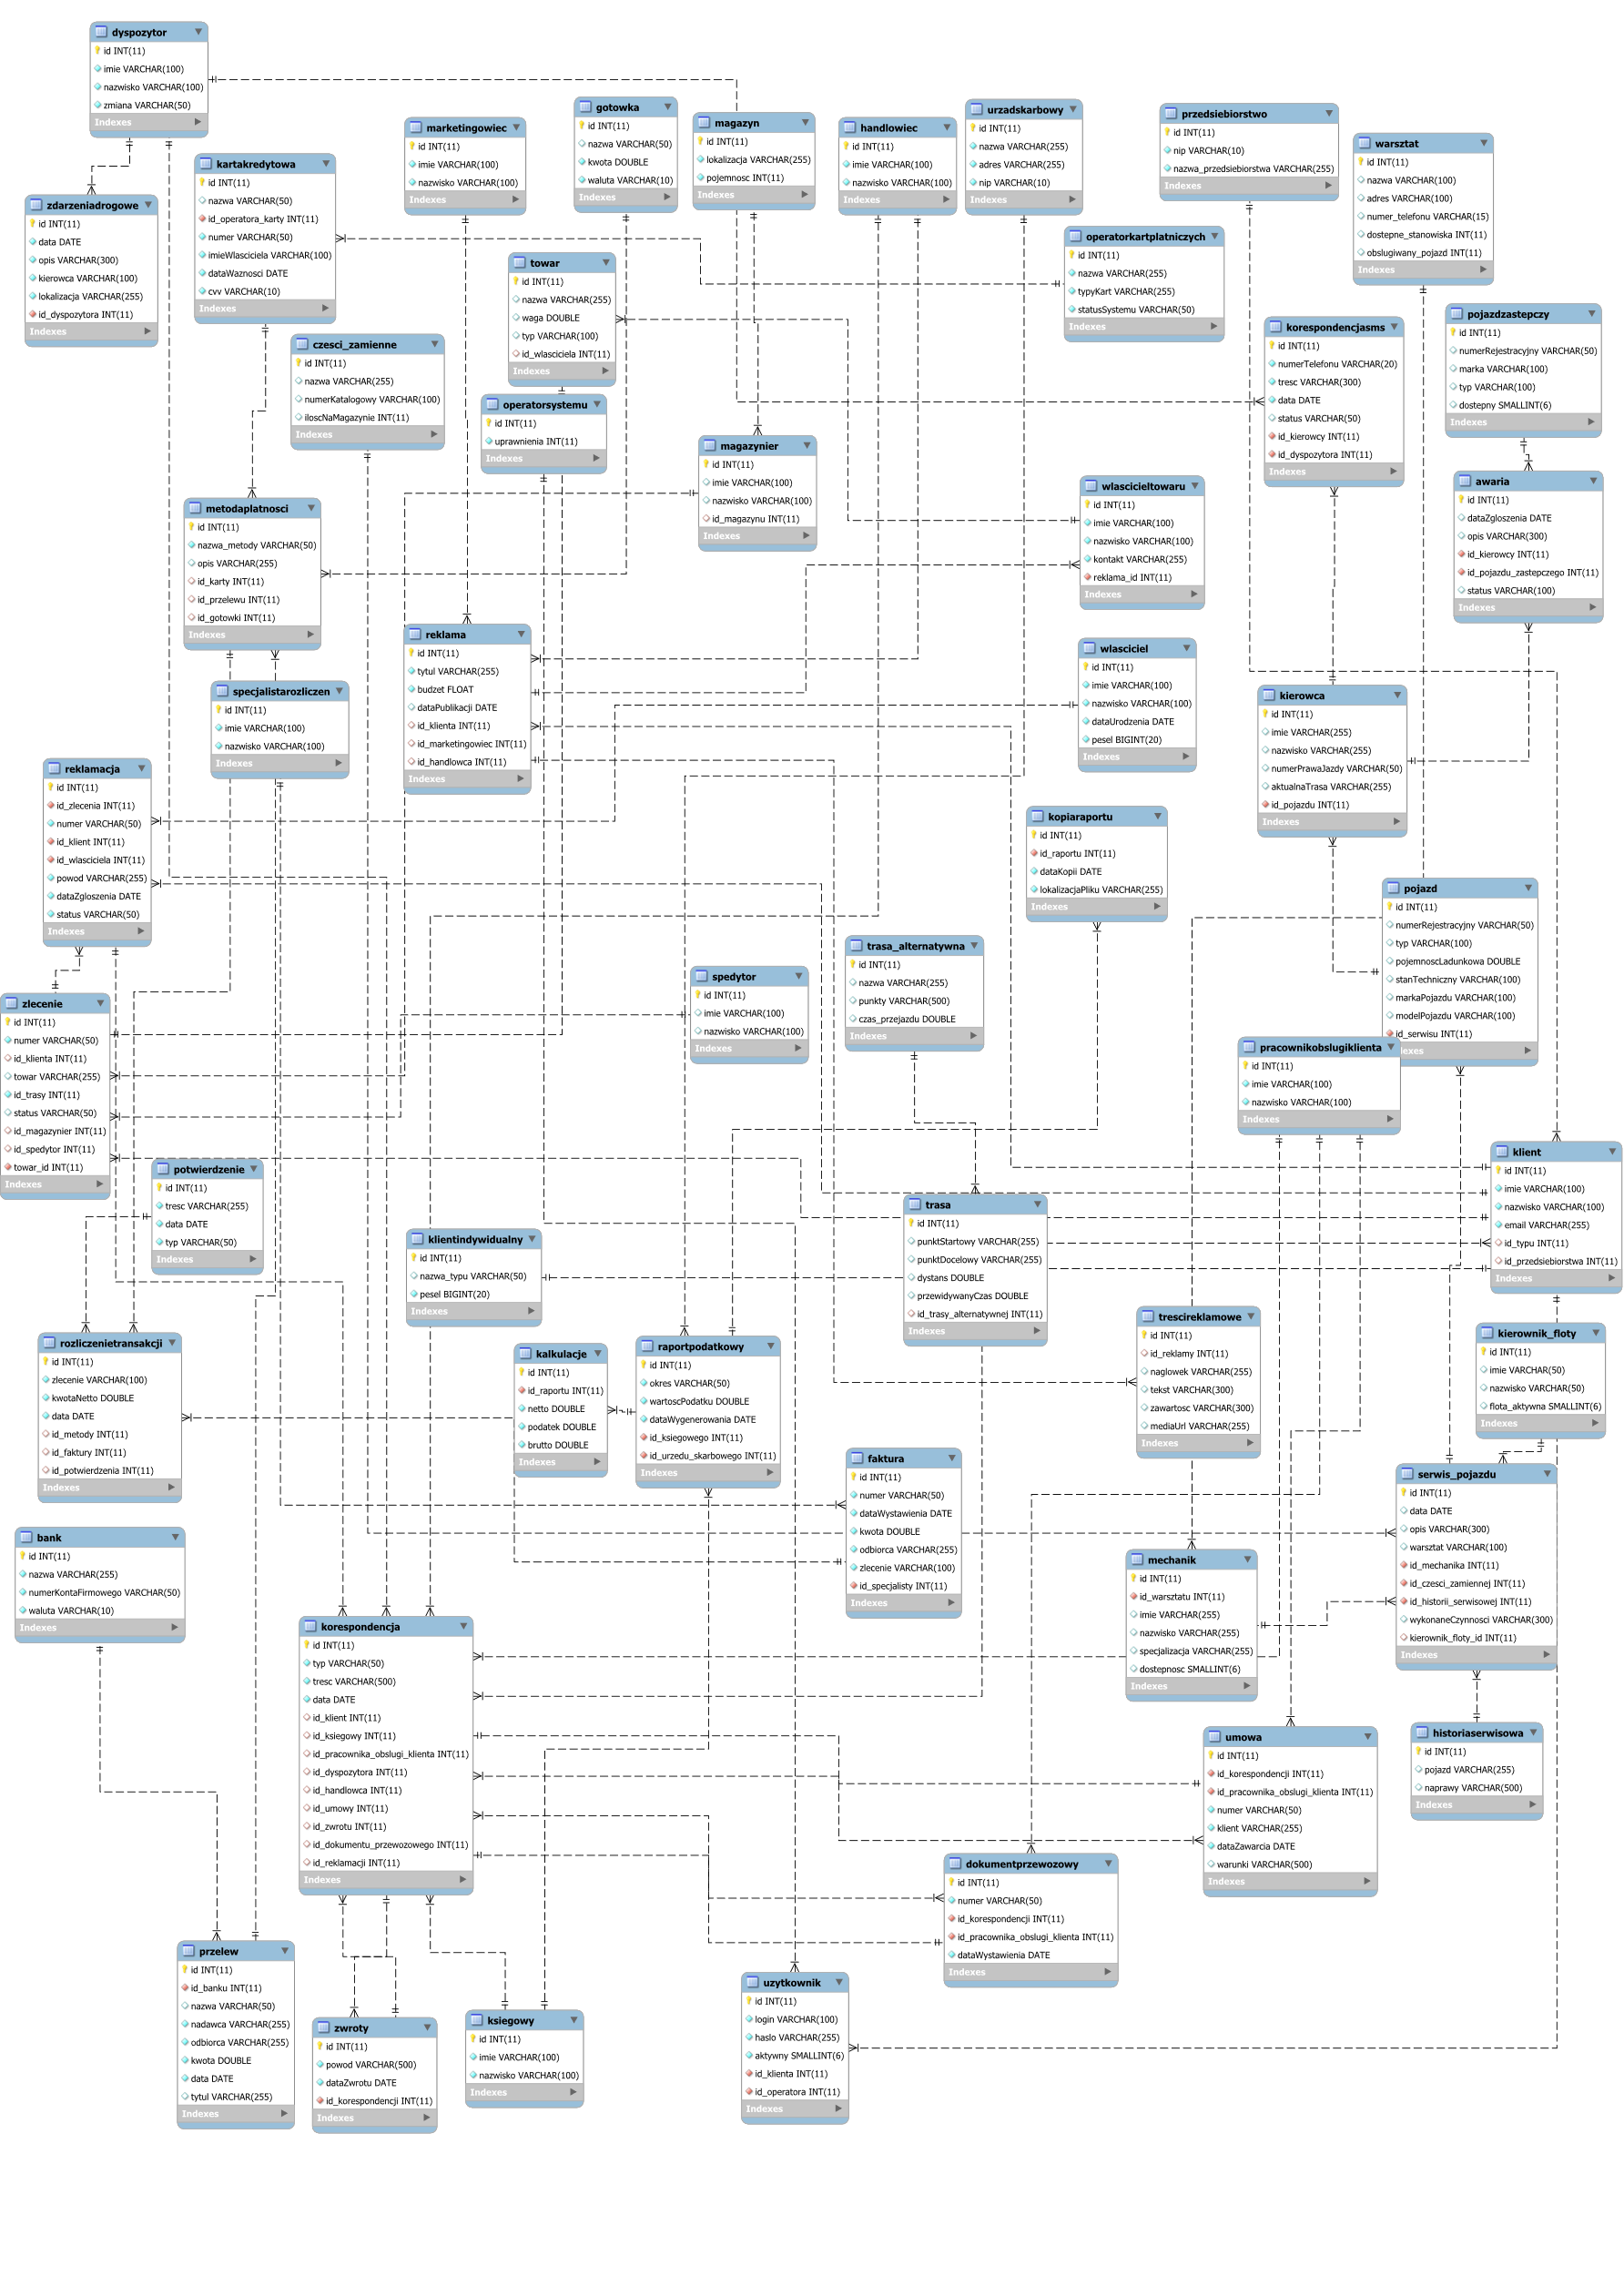 dyspozytor
id INT(11)
imie VARCHAR(100)
nazwisko VARCHAR(100)
zmiana VARCHAR(50)
Indexes
zdarzeniadrogowe
id INT(11)
data DATE
opis VARCHAR(300)
kierowca VARCHAR(100)
lokalizacja VARCHAR(255)
id_dyspozytora INT(11)
Indexes
kartakredytowa
id INT(11)
nazwa VARCHAR(50)
id_operatora_karty INT(11)
numer VARCHAR(50)
imieWlasciciela VARCHAR(100)
dataWaznosci DATE
cvv VARCHAR(10)
Indexes
marketingowiec
id INT(11)
imie VARCHAR(100)
nazwisko VARCHAR(100)
Indexes
gotowka
id INT(11)
nazwa VARCHAR(50)
kwota DOUBLE
waluta VARCHAR(10)
Indexes
magazyn
id INT(11)
lokalizacja VARCHAR(255)
pojemnosc INT(11)
Indexes
handlowiec
id INT(11)
imie VARCHAR(100)
nazwisko VARCHAR(100)
Indexes
urzadskarbowy
id INT(11)
nazwa VARCHAR(255)
adres VARCHAR(255)
nip VARCHAR(10)
Indexes
przedsiebiorstwo
id INT(11)
nip VARCHAR(10)
nazwa_przedsiebiorstwa VARCHAR(255)
Indexes
warsztat
id INT(11)
nazwa VARCHAR(100)
adres VARCHAR(100)
numer_telefonu VARCHAR(15)
dostepne_stanowiska INT(11)
obslugiwany_pojazd INT(11)
Indexes
operatorkartplatniczych
id INT(11)
nazwa VARCHAR(255)
typyKart VARCHAR(255)
statusSystemu VARCHAR(50)
Indexes
towar
id INT(11)
nazwa VARCHAR(255)
waga DOUBLE
typ VARCHAR(100)
id_wlasciciela INT(11)
Indexes
korespondencjasms
id INT(11)
numerTelefonu VARCHAR(20)
tresc VARCHAR(300)
data DATE
status VARCHAR(50)
id_kierowcy INT(11)
id_dyspozytora INT(11)
Indexes
pojazdzastepczy
id INT(11)
numerRejestracyjny VARCHAR(50)
marka VARCHAR(100)
typ VARCHAR(100)
dostepny SMALLINT(6)
Indexes
czesci_zamienne
id INT(11)
nazwa VARCHAR(255)
numerKatalogowy VARCHAR(100)
iloscNaMagazynie INT(11)
Indexes
operatorsystemu
id INT(11)
uprawnienia INT(11)
Indexes
magazynier
id INT(11)
imie VARCHAR(100)
nazwisko VARCHAR(100)
id_magazynu INT(11)
Indexes
wlascicieltowaru
id INT(11)
imie VARCHAR(100)
nazwisko VARCHAR(100)
kontakt VARCHAR(255)
reklama_id INT(11)
Indexes
awaria
id INT(11)
dataZgloszenia DATE
opis VARCHAR(300)
id_kierowcy INT(11)
id_pojazdu_zastepczego INT(11)
status VARCHAR(100)
Indexes
metodaplatnosci
id INT(11)
nazwa_metody VARCHAR(50)
opis VARCHAR(255)
id_karty INT(11)
id_przelewu INT(11)
id_gotowki INT(11)
Indexes
reklama
id INT(11)
tytul VARCHAR(255)
budzet FLOAT
dataPublikacji DATE
id_klienta INT(11)
id_marketingowiec INT(11)
id_handlowca INT(11)
Indexes
wlasciciel
id INT(11)
imie VARCHAR(100)
nazwisko VARCHAR(100)
dataUrodzenia DATE
pesel BIGINT(20)
Indexes
specjalistarozliczen
id INT(11)
imie VARCHAR(100)
nazwisko VARCHAR(100)
Indexes
kierowca
id INT(11)
imie VARCHAR(255)
nazwisko VARCHAR(255)
numerPrawaJazdy VARCHAR(50)
aktualnaTrasa VARCHAR(255)
id_pojazdu INT(11)
Indexes
reklamacja
id INT(11)
id_zlecenia INT(11)
numer VARCHAR(50)
id_klient INT(11)
id_wlasciciela INT(11)
powod VARCHAR(255)
dataZgloszenia DATE
status VARCHAR(50)
Indexes
kopiaraportu
id INT(11)
id_raportu INT(11)
dataKopii DATE
lokalizacjaPliku VARCHAR(255)
Indexes
pojazd
id INT(11)
numerRejestracyjny VARCHAR(50)
typ VARCHAR(100)
pojemnoscLadunkowa DOUBLE
stanTechniczny VARCHAR(100)
markaPojazdu VARCHAR(100)
modelPojazdu VARCHAR(100)
id_serwisu INT(11)
dexes
trasa_alternatywna
id INT(11)
nazwa VARCHAR(255)
punkty VARCHAR(500)
czas_przejazdu DOUBLE
Indexes
spedytor
id INT(11)
imie VARCHAR(100)
nazwisko VARCHAR(100)
Indexes
zlecenie
id INT(11)
numer VARCHAR(50)
id_klienta INT(11)
towar VARCHAR(255)
id_trasy INT(11)
status VARCHAR(50)
id_magazynier INT(11)
id_spedytor INT(11)
towar_id INT(11)
Indexes
pracownikobslugiklienta
id INT(11)
imie VARCHAR(100)
nazwisko VARCHAR(100)
Indexes
klient
id INT(11)
imie VARCHAR(100)
nazwisko VARCHAR(100)
email VARCHAR(255)
id_typu INT(11)
id_przedsiebiorstwa INT(11)
Indexes
potwierdzenie
id INT(11)
tresc VARCHAR(255)
data DATE
typ VARCHAR(50)
Indexes
trasa
id INT(11)
punktStartowy VARCHAR(255)
punktDocelowy VARCHAR(255)
dystans DOUBLE
przewidywanyCzas DOUBLE
id_trasy_alternatywnej INT(11)
Indexes
klientindywidualny
id INT(11)
nazwa_typu VARCHAR(50)
pesel BIGINT(20)
Indexes
trescireklamowe
id INT(11)
id_reklamy INT(11)
naglowek VARCHAR(255)
tekst VARCHAR(300)
zawartosc VARCHAR(300)
mediaUrl VARCHAR(255)
Indexes
kierownik_floty
id INT(11)
imie VARCHAR(50)
nazwisko VARCHAR(50)
flota_aktywna SMALLINT(6)
Indexes
rozliczenietransakcji
id INT(11)
zlecenie VARCHAR(100)
kwotaNetto DOUBLE
data DATE
id_metody INT(11)
id_faktury INT(11)
id_potwierdzenia INT(11)
Indexes
kalkulacje
id INT(11)
id_raportu INT(11)
netto DOUBLE
podatek DOUBLE
brutto DOUBLE
Indexes
raportpodatkowy
id INT(11)
okres VARCHAR(50)
wartoscPodatku DOUBLE
dataWygenerowania DATE
id_ksiegowego INT(11)
id_urzedu_skarbowego INT(11)
Indexes
faktura
id INT(11)
numer VARCHAR(50)
dataWystawienia DATE
kwota DOUBLE
odbiorca VARCHAR(255)
zlecenie VARCHAR(100)
id_specjalisty INT(11)
Indexes
serwis_pojazdu
id INT(11)
data DATE
opis VARCHAR(300)
warsztat VARCHAR(100)
id_mechanika INT(11)
id_czesci_zamiennej INT(11)
id_historii_serwisowej INT(11)
wykonaneCzynnosci VARCHAR(300)
kierownik_floty_id INT(11)
Indexes
bank
id INT(11)
nazwa VARCHAR(255)
numerKontaFirmowego VARCHAR(50)
waluta VARCHAR(10)
Indexes
mechanik
id INT(11)
id_warsztatu INT(11)
imie VARCHAR(255)
nazwisko VARCHAR(255)
specjalizacja VARCHAR(255)
dostepnosc SMALLINT(6)
Indexes
korespondencja
id INT(11)
typ VARCHAR(50)
tresc VARCHAR(500)
data DATE
id_klient INT(11)
id_ksiegowy INT(11)
id_pracownika_obslugi_klienta INT(11)
id_dyspozytora INT(11)
id_handlowca INT(11)
id_umowy INT(11)
id_zwrotu INT(11)
id_dokumentu_przewozowego INT(11)
id_reklamacji INT(11)
Indexes
umowa
id INT(11)
id_korespondencji INT(11)
id_pracownika_obslugi_klienta INT(11)
numer VARCHAR(50)
klient VARCHAR(255)
dataZawarcia DATE
warunki VARCHAR(500)
Indexes
historiaserwisowa
id INT(11)
pojazd VARCHAR(255)
naprawy VARCHAR(500)
Indexes
dokumentprzewozowy
id INT(11)
numer VARCHAR(50)
id_korespondencji INT(11)
id_pracownika_obslugi_klienta INT(11)
dataWystawienia DATE
Indexes
przelew
id INT(11)
id_banku INT(11)
nazwa VARCHAR(50)
nadawca VARCHAR(255)
odbiorca VARCHAR(255)
kwota DOUBLE
data DATE
tytul VARCHAR(255)
Indexes
zwroty
id INT(11)
powod VARCHAR(500)
dataZwrotu DATE
id_korespondencji INT(11)
Indexes
ksiegowy
id INT(11)
imie VARCHAR(100)
nazwisko VARCHAR(100)
Indexes
uzytkownik
id INT(11)
login VARCHAR(100)
haslo VARCHAR(255)
aktywny SMALLINT(6)
id_klienta INT(11)
id_operatora INT(11)
Indexes